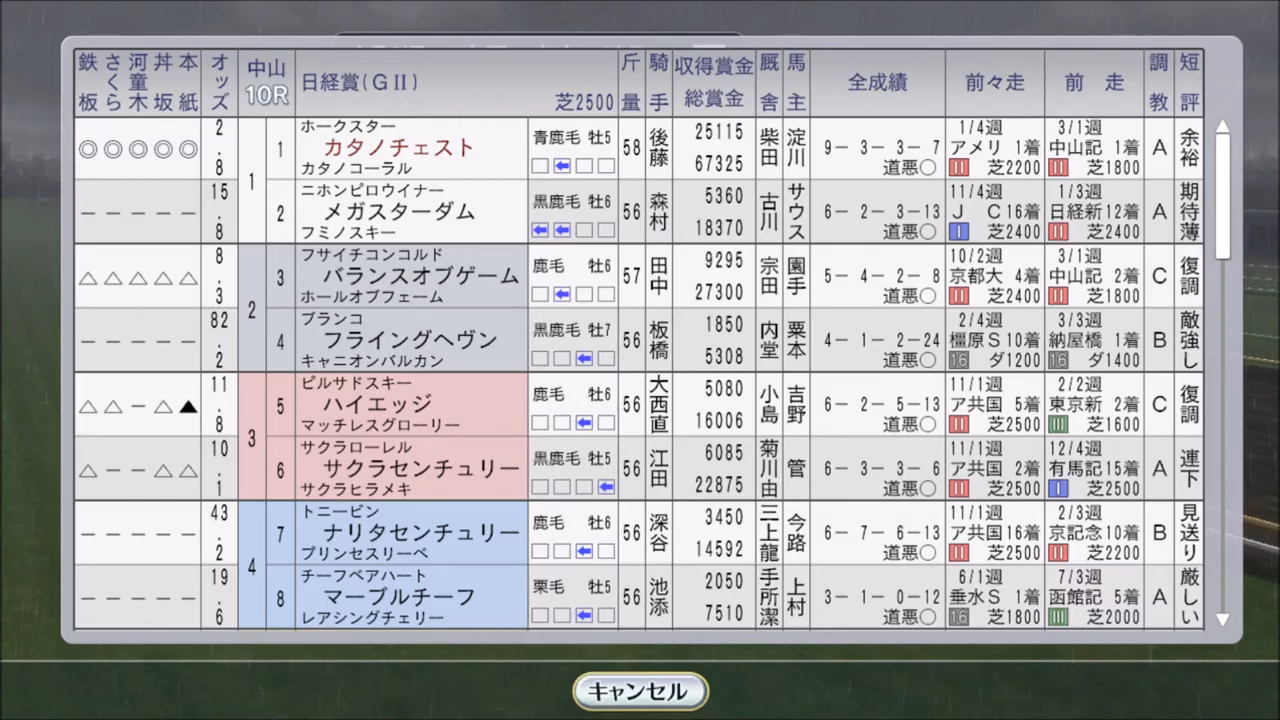 鉄板 さくら 河童木 丼坂 本紙 オッズ 中山10R 日経賞(GⅡ) 芝2500 斤量 騎手 収得賞金 総賞金 厩舎 馬主 全成績 前々走 前 走 調教 短評
◎ ◎ ◎ ◎ ◎ 2.8 1 1 ホークスター
カタノチェスト 青鹿毛 牡5 58 後藤 25115 67325 柴田 淀川 9-3-3-7 道悪○ 1/4週 アメリ 1着 Ⅱ 芝2200 3/1週 中山記 1着 Ⅱ 芝1800 A 余裕
カタノコーラル
- - - - - 15.8 2 ニホンピロウイナー
メガスターダム 黒鹿毛 牡6 56 森村 5360 18370 古川 サウス 6-2-3-13 道悪○ 11/4週 J C16着 Ⅰ 芝2400 1/3週 日経新12着 Ⅱ 芝2400 A 期待薄
フミノスキー
△ △ △ △ △ 8.3 2 3 フサイチコンコルド
バランスオブゲーム 鹿毛 牡6 57 田中 9295 27300 宗田 園手 5-4-2-8 道悪○ 10/2週 京都大 4着 Ⅱ 芝2400 3/1週 中山記 2着 Ⅱ 芝1800 C 復調
ホールオブフェーム
- - - - - 82.2 4 ブランコ
フライングヘヴン 黒鹿毛 牡7 56 板橋 1850 5308 内堂 粟本 4-1-2-24 道悪○ 2/4週 橿原S10着 16 ダ1200 3/3週 納屋橋 1着 16 ダ1400 B 敵強し
キャニオンバルカン
△ △ - △ ▲ 11.8 3 5 ピルサドスキー
ハイエッジ 鹿毛 牡6 56 大西直 5080 16006 小島 吉野 6-2-5-13 道悪○ 11/1週 ア共国 5着 Ⅱ 芝2500 2/2週 東京新 2着 Ⅲ 芝1600 C 復調
マッチレスグローリー
△ - - △ △ 10.1 6 サクラローレル
サクラセンチュリー 黒鹿毛 牡5 56 江田 6085 22875 菊川由 管 6-3-3-6 道悪○ 11/1週 ア共国 2着 Ⅱ 芝2500 12/4週 有馬記15着 Ⅰ 芝2500 A 連下
サクラヒラメキ
- - - - - 43.2 4 7 トニービン
ナリタセンチュリー 鹿毛 牡6 56 深谷 3450 14592 三上龍 今路 6-7-6-13 道悪○ 11/1週 ア共国16着 Ⅱ 芝2500 2/3週 京記念10着 Ⅱ 芝2200 B 見送り
プリンセスリーベ
- - - - - 19.6 8 チーフベアハート
マーブルチーフ 栗毛 牡5 56 池添 2050 7510 手所潔 上村 3-1-0-12 道悪○ 6/1週 垂水S 1着 16 芝1800 7/3週 函館記 5着 Ⅲ 芝2000 A 厳しい
レアシングチェリー
キャンセル